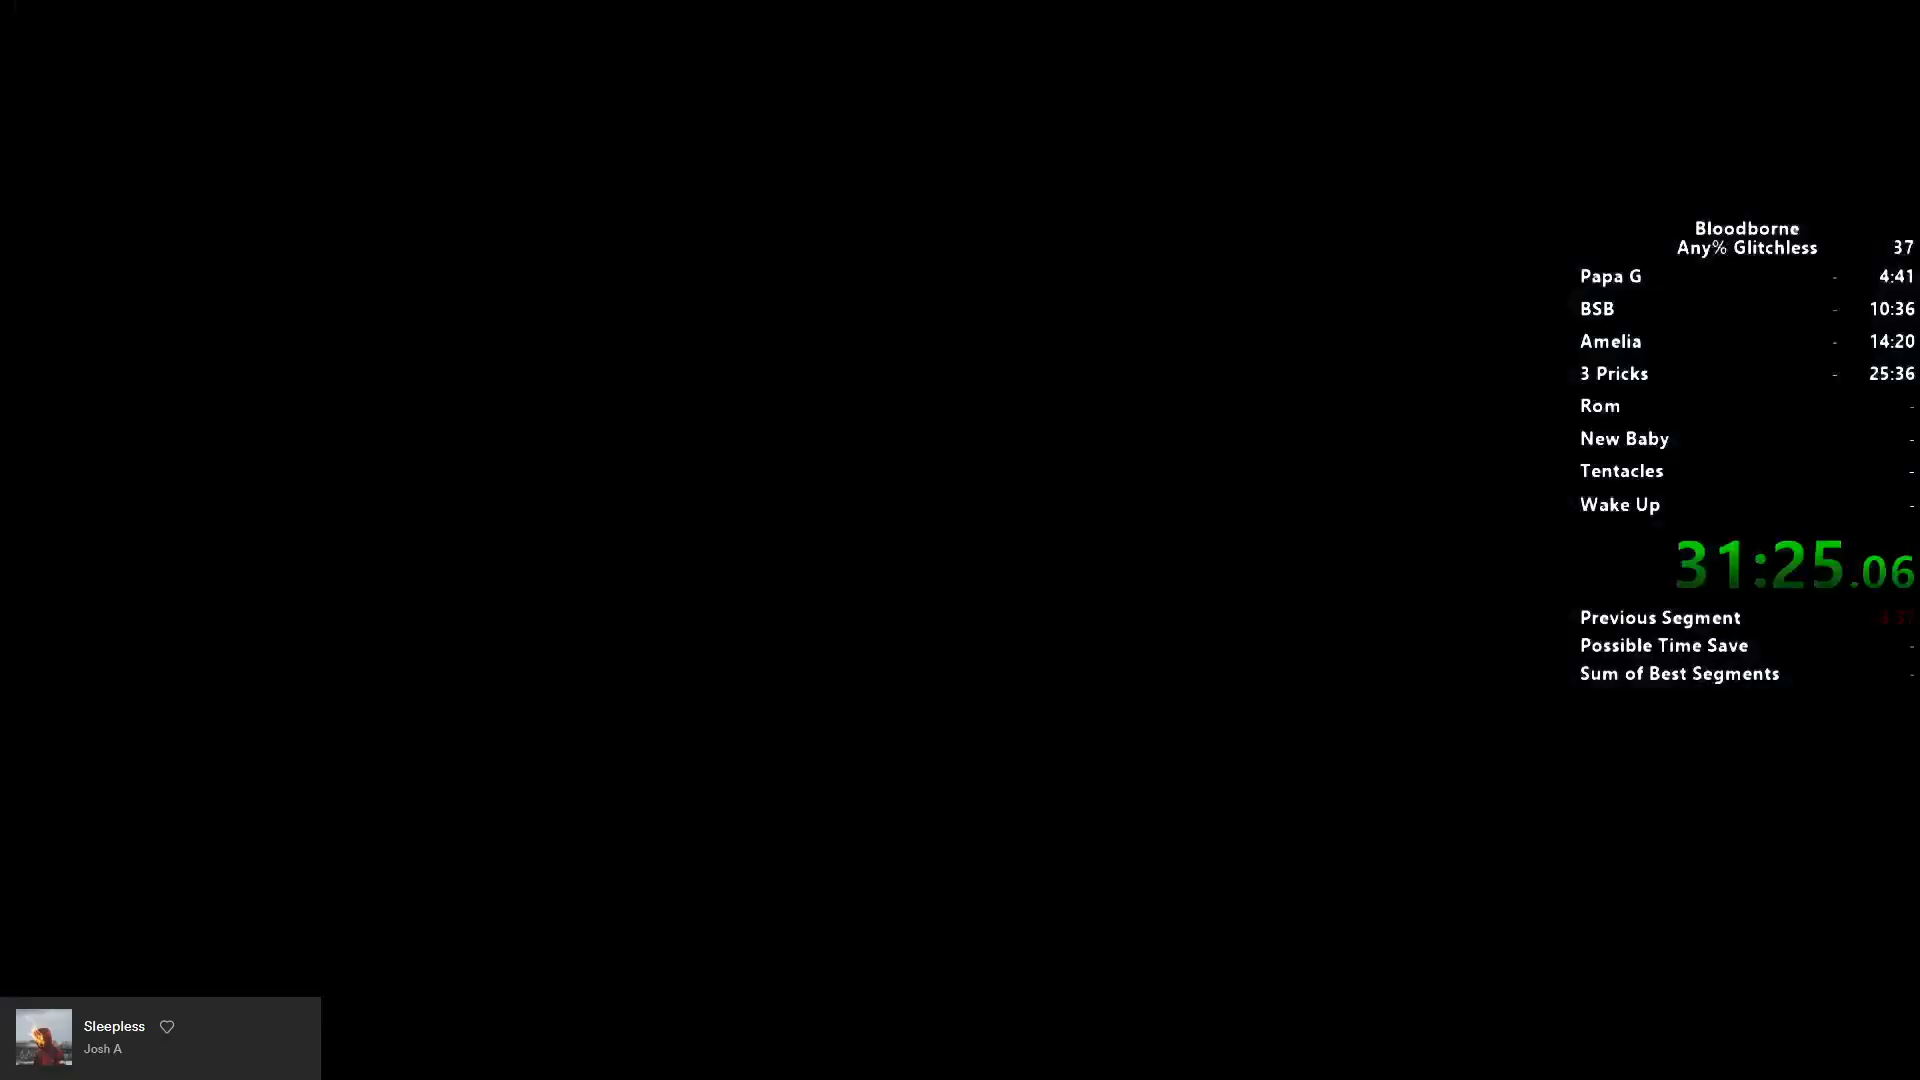 Bloodborne
Any% Glitchless 37
Papa G - 4:41
BSB - 10:36
Amelia - 14:20
3 Pricks - 25:36
Rom -
New Baby -
Tentacles -
Wake Up -
31:25.06
Previous Segment
Possible Time Save -
Sum of Best Segments -
Sleepless
Josh A